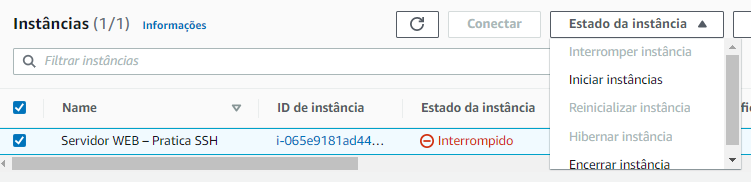 Instâncias (1/1) Informações
Conectar
Estado da instância
Filtrar instâncias
Interromper instância
Iniciar instâncias
Reinicializar instância
Hibernar instância
Encerrar instância
Name
ID de instância
Estado da instância
Servidor WEB – Pratica SSH
i-065e9181ad44...
Interrompido